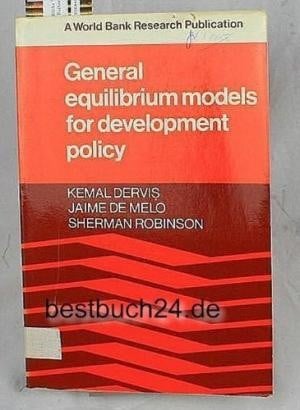 A World Bank Research Publication
General
equilibrium models
for development
policy
KEMAL DERVIŞ
JAIME DE MELO
SHERMAN ROBINSON
bestbuch24.de